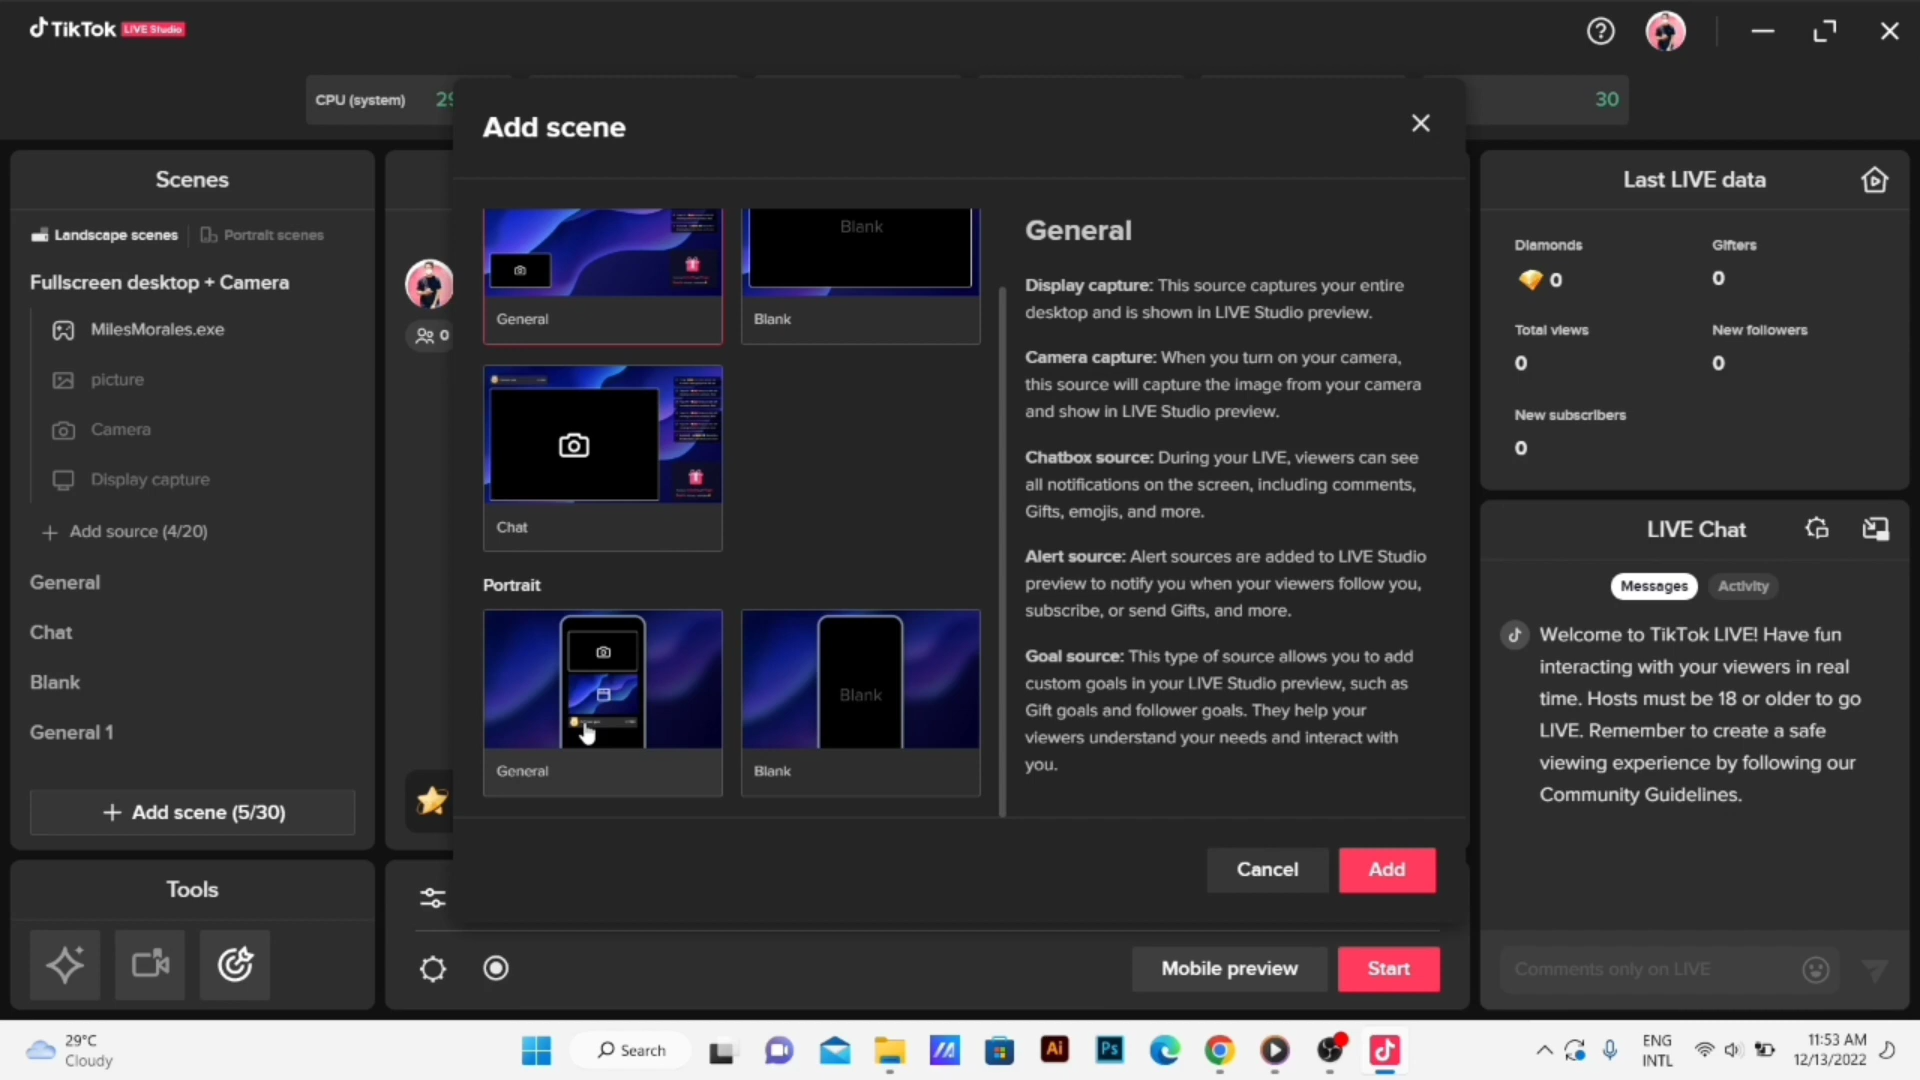 TikTok LIVE Studio
CPU (system) 29
30
Scenes
Landscape scenes
Portrait scenes
Fullscreen desktop + Camera
MilesMorales.exe
picture
Camera
Display capture
+ Add source (4/20)
General
Chat
Blank
General 1
+ Add scene (5/30)
Tools
0
Add scene
General
Blank
Blank
Chat
Portrait
General
Blank
Blank
General
Display capture: This source captures your entire
desktop and is shown in LIVE Studio preview.
Camera capture: When you turn on your camera,
this source will capture the image from your camera
and show in LIVE Studio preview.
Chatbox source: During your LIVE, viewers can see
all notifications on the screen, including comments,
Gifts, emojis, and more.
Alert source: Alert sources are added to LIVE Studio
preview to notify you when your viewers follow you,
subscribe, or send Gifts, and more.
Goal source: This type of source allows you to add
custom goals in your LIVE Studio preview, such as
Gift goals and follower goals. They help your
viewers understand your needs and interact with
you.
Cancel
Add
Mobile preview
Start
Last LIVE data
Diamonds
0
Gifters
0
Total views
0
New followers
0
New subscribers
0
LIVE Chat
Messages
Activity
Welcome to TikTok LIVE! Have fun
interacting with your viewers in real
time. Hosts must be 18 or older to go
LIVE. Remember to create a safe
viewing experience by following our
Community Guidelines.
Comments only on LIVE
29°C
Cloudy
Search
Ai
Ps
ENG
INTL
11:53 AM
12/13/2022